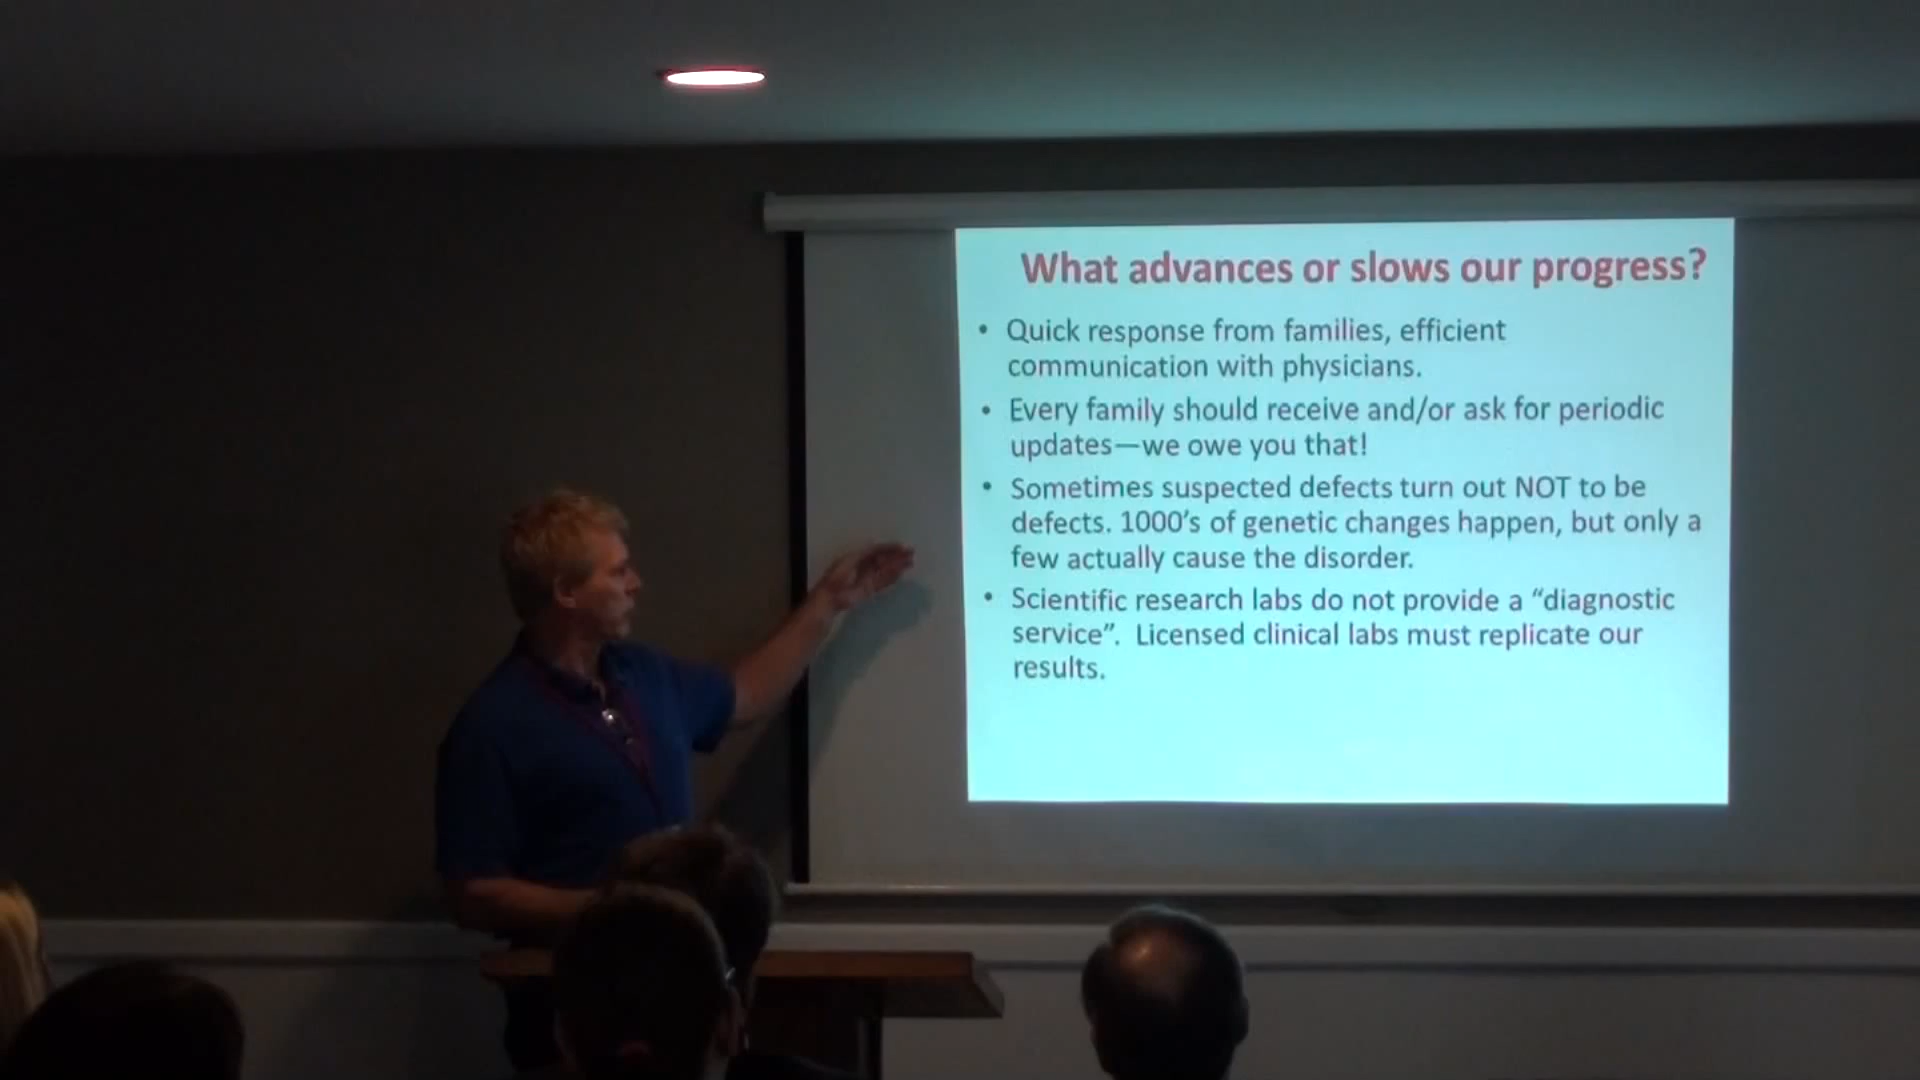 What advances or slows our progress?
• Quick response from families, efficient
communication with physicians.
• Every family should receive and/or ask for periodic
updates—we owe you that!
• Sometimes suspected defects turn out NOT to be
defects. 1000's of genetic changes happen, but only a
few actually cause the disorder.
• Scientific research labs do not provide a “diagnostic
service”.  Licensed clinical labs must replicate our
results.